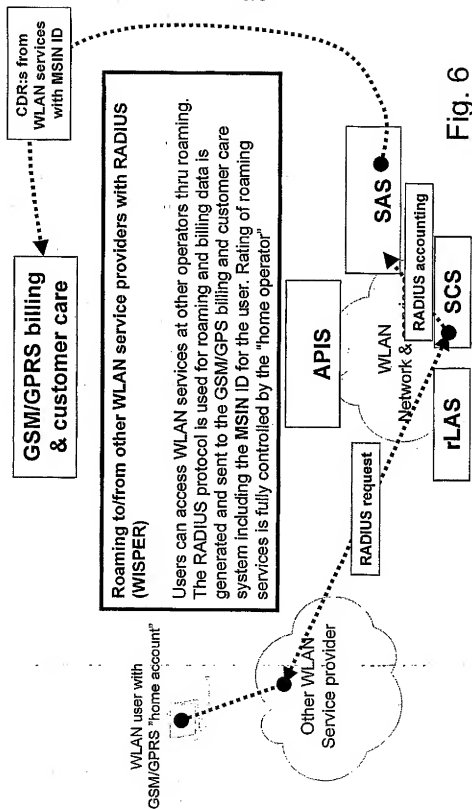 CDR:s from
WLAN services
with MSIN ID
GSM/GPRS billing
& customer care
Roaming to/from other WLAN service providers with RADIUS
(WISPER)
Users can access WLAN services at other operators thru roaming.
The RADIUS protocol is used for roaming and billing data is
generated and sent to the GSM/GPS billing and customer care
system including the MSIN ID for the user. Rating of roaming
services is fully controlled by the "home operator"
WLAN user with
GSM/GPRS "home account"
APIS
SAS
WLAN
Network &
RADIUS accounting
RADIUS request
Other WLAN
Service provider
rLAS
SCS
Fig. 6